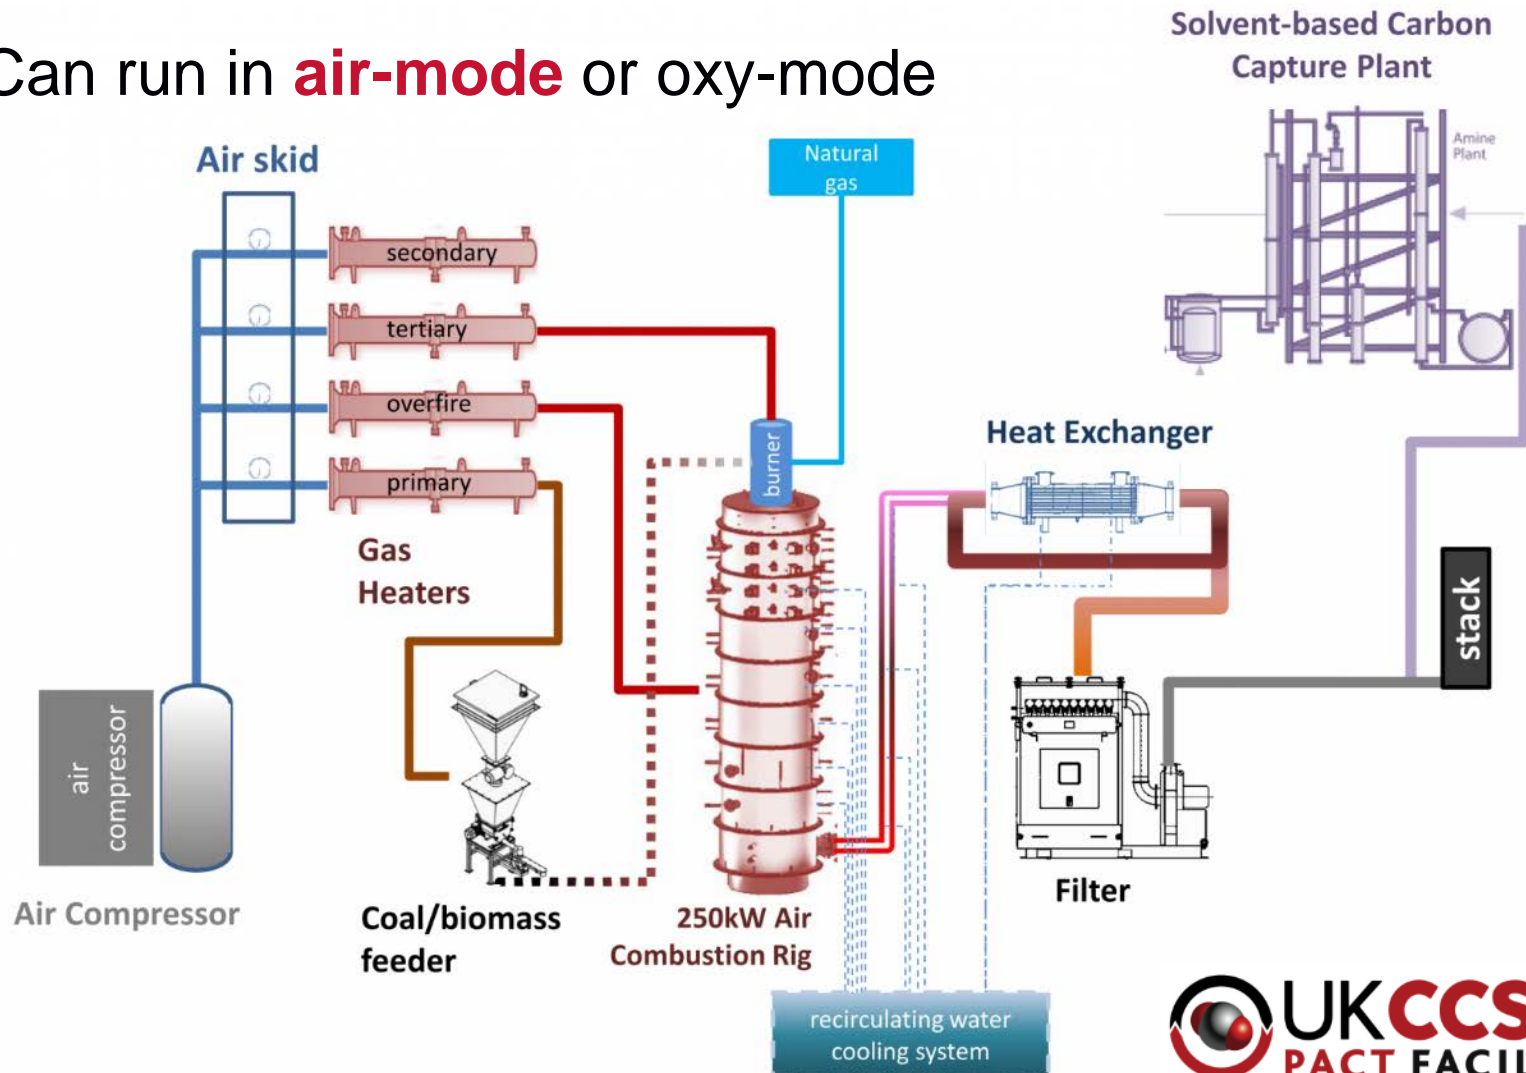 Can run in air-mode or oxy-mode
Solvent-based Carbon
Capture Plant
Amine
Plant
Air skid
Natural
gas
secondary
tertiary
overfire
primary
burner
Heat Exchanger
Gas
Heaters
stack
air
compressor
Air Compressor
Coal/biomass
feeder
250kW Air
Combustion Rig
Filter
recirculating water
cooling system
UKCCS
PACT FACIL